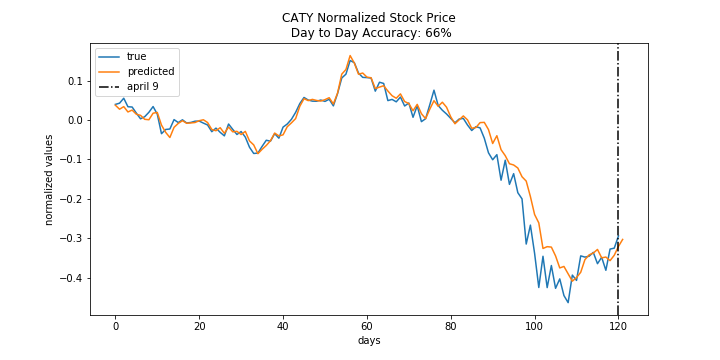 CATY Normalized Stock Price
Day to Day Accuracy: 66%
true
predicted
april 9
normalized values
0.1
0.0
−0.1
−0.2
−0.3
−0.4
0
20
40
60
80
100
120
days